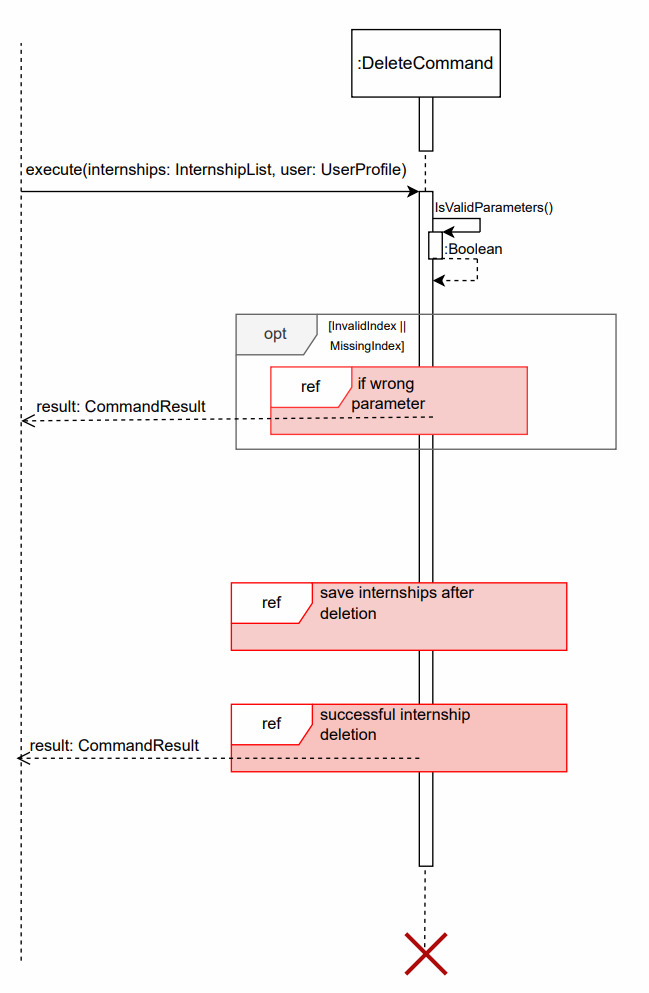 :DeleteCommand
execute(internships: InternshipList, user: UserProfile)
IsValidParameters()
:Boolean
opt
[InvalidIndex ||
MissingIndex]
ref
if wrong
parameter
result: CommandResult
ref
save internships after
deletion
ref
successful internship
deletion
result: CommandResult